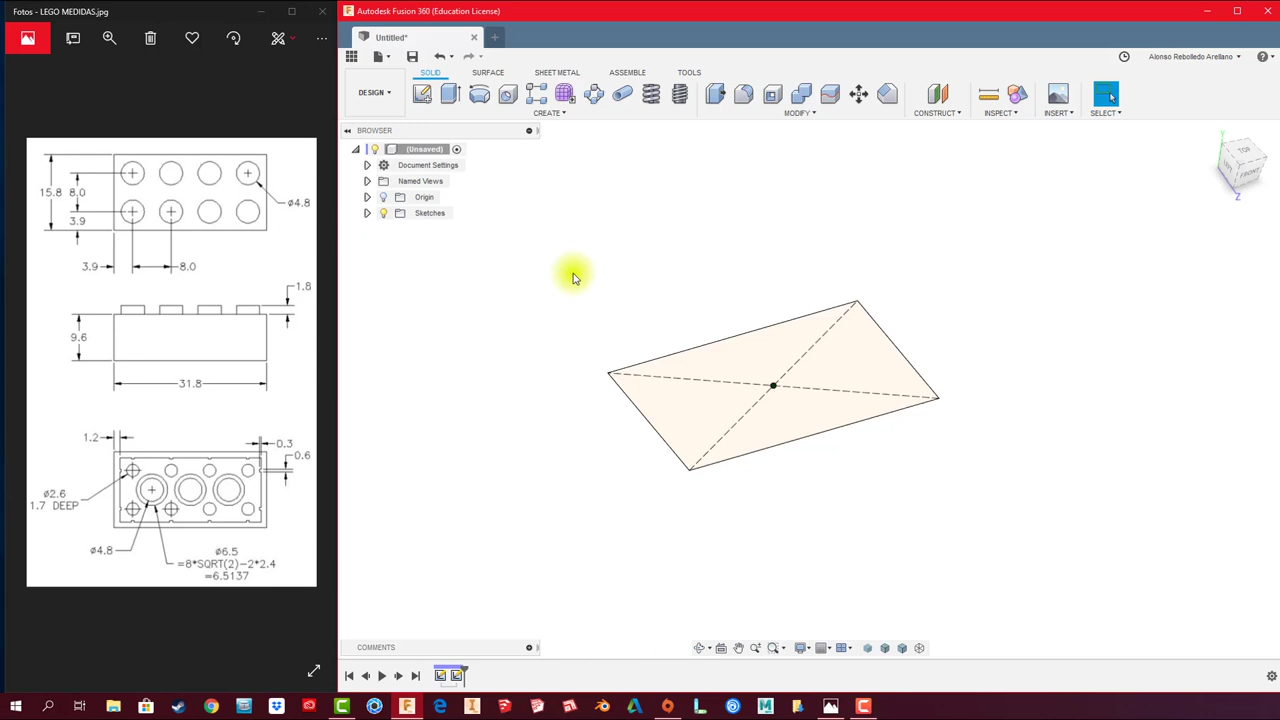 Fotos - LEGO MEDIDAS.jpg
Autodesk Fusion 360 (Education License)
Untitled*
Alonso Rebolledo Arellano
SOLID
SURFACE
SHEET METAL
ASSEMBLE
TOOLS
DESIGN
CREATE
MODIFY
CONSTRUCT
INSPECT
INSERT
SELECT
BROWSER
(Unsaved)
Document Settings
Named Views
Origin
Sketches
TOP
LEFT
FRONT
Y
Z
15.8
8.0
3.9
ø4.8
3.9
8.0
1.8
9.6
31.8
1.2
0.3
0.6
ø2.6
1.7 DEEP
ø4.8
ø6.5
=8*SQRT(2)-2*2.4
=6.5137
COMMENTS